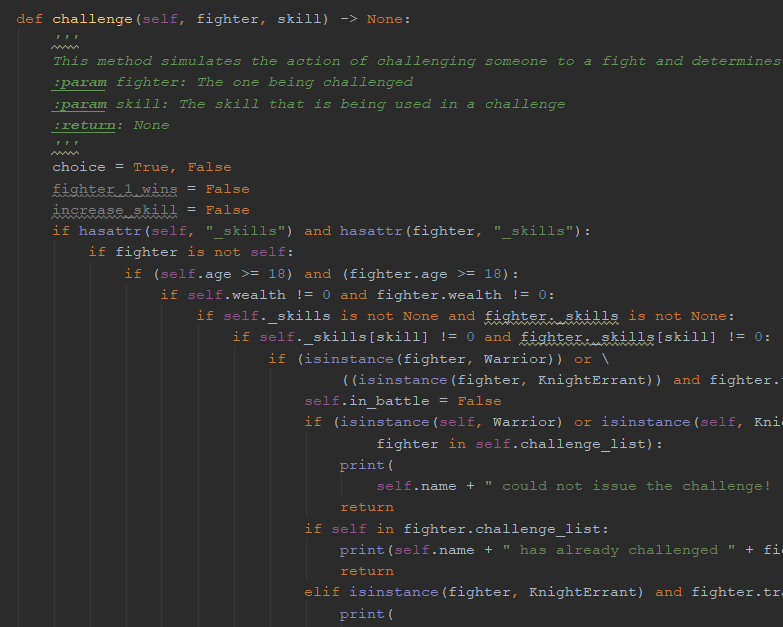 def challenge(self, fighter, skill) -> None:
'''
This method simulates the action of challenging someone to a fight and determines
:param fighter: The one being challenged
:param skill: The skill that is being used in a challenge
:return: None
'''
choice = True, False
fighter_1_wins = False
increase_skill = False
if hasattr(self, "_skills") and hasattr(fighter, "_skills"):
if fighter is not self:
if (self.age >= 18) and (fighter.age >= 18):
if self.wealth != 0 and fighter.wealth != 0:
if self._skills is not None and fighter._skills is not None:
if self._skills[skill] != 0 and fighter._skills[skill] != 0:
if (isinstance(fighter, Warrior)) or \
((isinstance(fighter, KnightErrant)) and fighter.
self.in_battle = False
if (isinstance(self, Warrior) or isinstance(self, Kni
fighter in self.challenge_list):
print(
self.name + " could not issue the challenge!
return
if self in fighter.challenge_list:
print(self.name + " has already challenged " + fi
return
elif isinstance(fighter, KnightErrant) and fighter.tr
print(